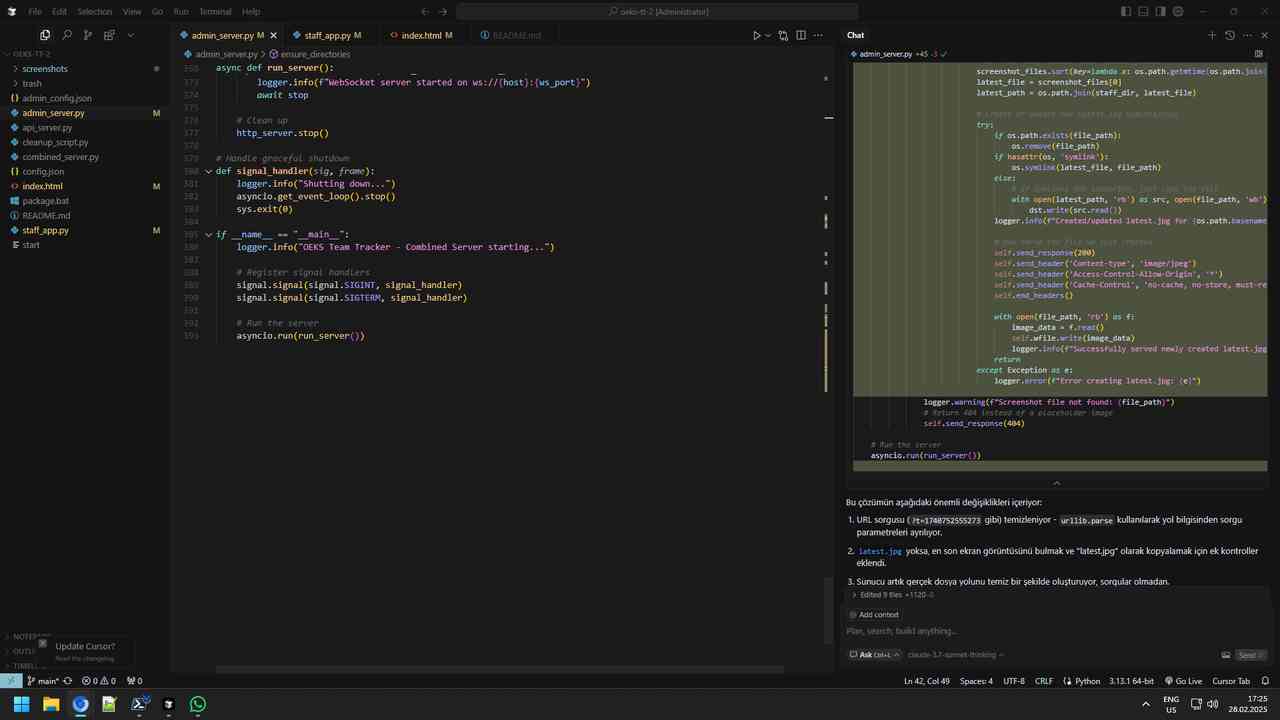 File Edit Selection View Go Run Terminal Help
oeks-tt-2 [Administrator]
admin_server.py M
staff_app.py M
index.html M
README.md
Chat
OEKS-TT-2
screenshots
trash
admin_config.json
admin_server.py M
api_server.py
cleanup_script.py
combined_server.py
config.json
index.html M
package.bat
README.md
staff_app.py M
start
admin_server.py > ensure_directories
async def run_server():
373 logger.info(f"WebSocket server started on ws://{host}:{ws_port}")
374 await stop
375
376 # Clean up
377 http_server.stop()
378
379 # Handle graceful shutdown
380 def signal_handler(sig, frame):
381 logger.info("Shutting down...")
382 asyncio.get_event_loop().stop()
383 sys.exit(0)
384
385 if __name__ == "__main__":
386 logger.info("OEKS Team Tracker - Combined Server starting...")
387
388 # Register signal handlers
389 signal.signal(signal.SIGINT, signal_handler)
390 signal.signal(signal.SIGTERM, signal_handler)
391
392 # Run the server
393 asyncio.run(run_server())
admin_server.py +45 -3
screenshot_files.sort(key=lambda x: os.path.getmtime(os.path.join(
latest_file = screenshot_files[0]
latest_path = os.path.join(staff_dir, latest_file)
try:
if os.path.exists(file_path):
os.remove(file_path)
if hasattr(os, 'symlink'):
os.symlink(latest_file, file_path)
else:
with open(latest_path, 'rb') as src, open(file_path, 'wb')
dst.write(src.read())
logger.info(f"Created/updated latest.jpg for {os.path.basename
self.send_response(200)
self.send_header('Content-type', 'image/jpeg')
self.send_header('Access-Control-Allow-Origin', '*')
self.send_header('Cache-Control', 'no-cache, no-store, must-re
self.end_headers()
with open(file_path, 'rb') as f:
image_data = f.read()
self.wfile.write(image_data)
logger.info(f"Successfully served newly created latest.jpg
return
except Exception as e:
logger.error(f"Error creating latest.jpg: {e}")
logger.warning(f"Screenshot file not found: {file_path}")
# Return 404 instead of a placeholder image
self.send_response(404)
# Run the server
asyncio.run(run_server())
Bu çözümün aşağıdaki önemli değişiklikleri içeriyor:
1. URL sorgusu ( ?t=1740752555273 gibi) temizleniyor - urllib.parse kullanılarak yol bilgisinden sorgu
parametreleri ayrılıyor.
2. latest.jpg yoksa, en son ekran görüntüsünü bulmak ve "latest.jpg" olarak kopyalamak için ek kontroller
eklendi.
3. Sunucu artık gerçek dosya yolunu temiz bir şekilde oluşturuyor, sorgular olmadan.
Edited 9 files +1120 -0
Add context
Plan, search, build anything...
Ask Ctrl+L claude-3.7-sonnet-thinking
Send
Update Cursor?
Read the changelog
main* 0 0 0
Ln 42, Col 49 Spaces: 4 UTF-8 CRLF Python 3.13.1 64-bit Go Live Cursor Tab
ENG
US
17:25
28.02.2025